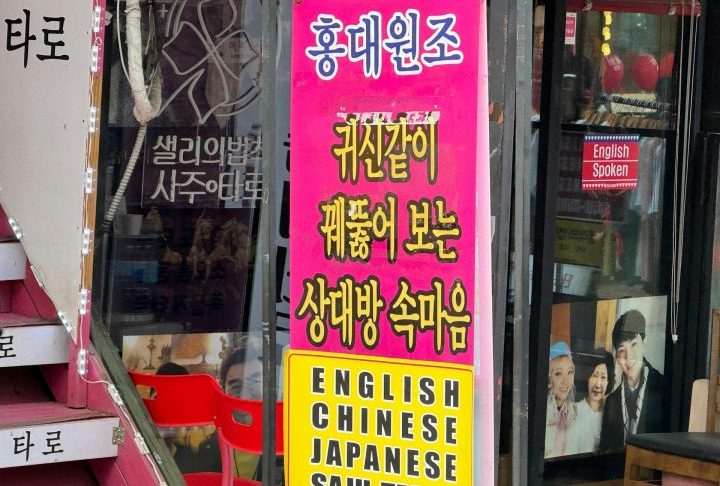 타로
홍대원조
귀신같이
꿰뚫어 보는
상대방 속마음
ENGLISH
CHINESE
JAPANESE
샐리의법칙
사주이타로
English
Spoken
로
타로